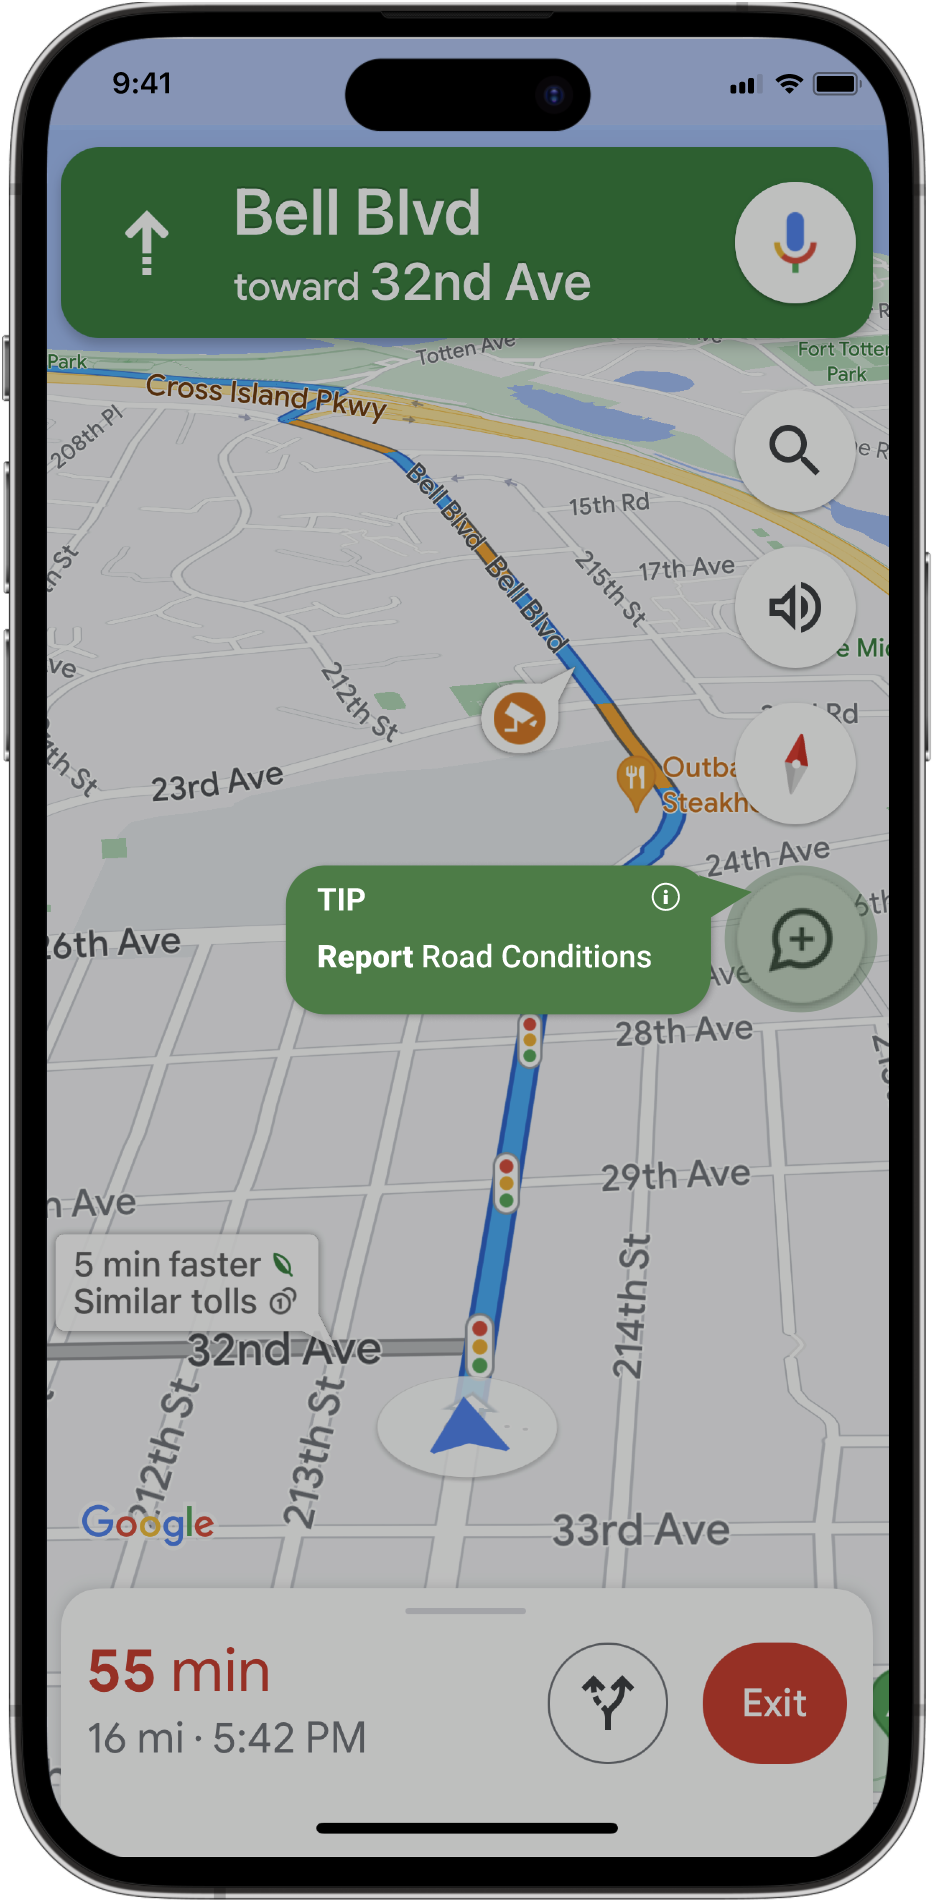 9:41
Bell Blvd
toward 32nd Ave
Totten Ave
Park
Fort Totten
Park
Cross Island Pkwy
208th Pl
Bell Blvd
15th Rd
Bell Blvd
215th St
17th Ave
212th St
Rd
23rd Ave
24th Ave
TIP
Report Road Conditions
26th Ave
28th Ave
29th Ave
Ave
5 min faster
Similar tolls
32nd Ave
214th St
212th St
213th St
Google
33rd Ave
55 min
16 mi · 5:42 PM
Exit